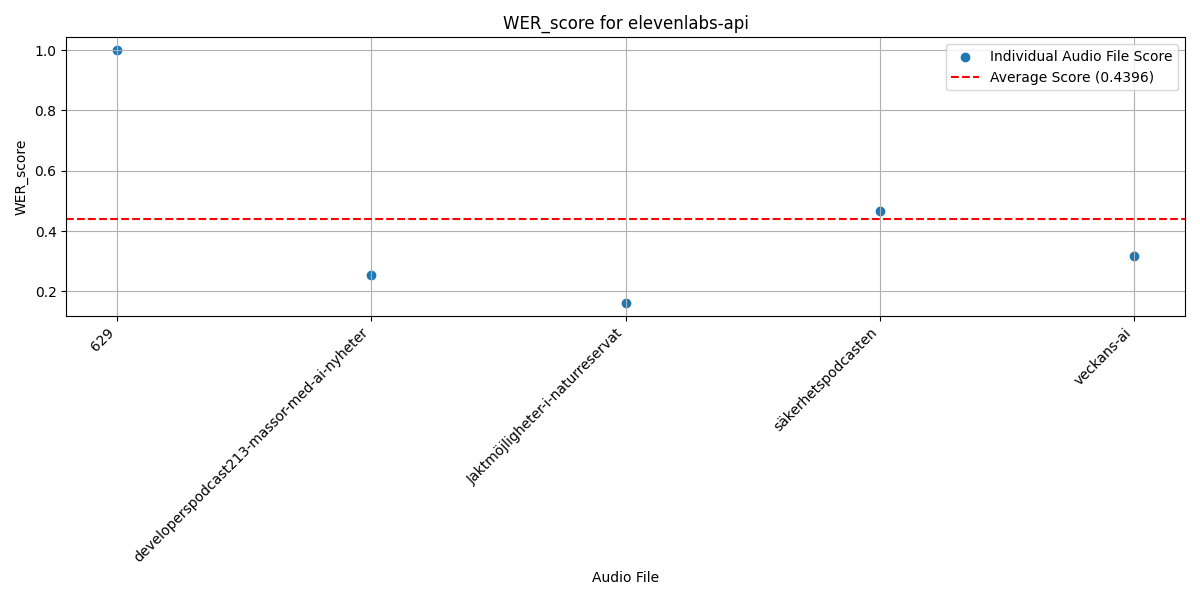 WER_score for elevenlabs-api
Individual Audio File Score
Average Score (0.4396)
WER_score
1.0
0.8
0.6
0.4
0.2
629
developerspodcast213-massor-med-ai-nyheter
Jaktmöjligheter-i-naturreservat
säkerhetspodcasten
veckans-ai
Audio File